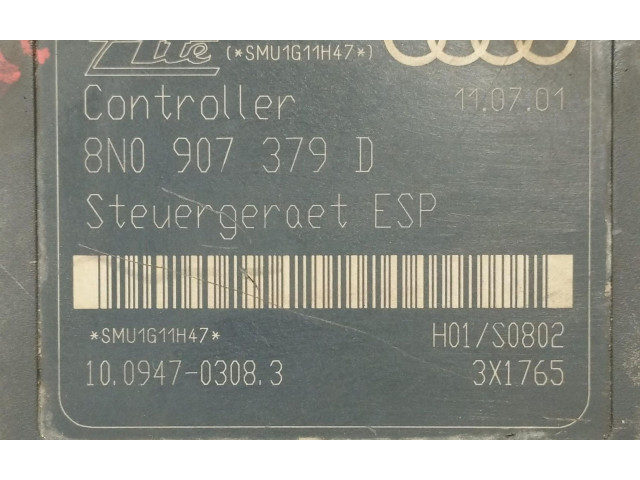 Ate (*SMU1G11H47*)
Controller 11.07.01
8N0 907 379 D
Steuergeraet ESP
*SMU1G11H47* H01/S0802
10.0947-0308.3 3X1765